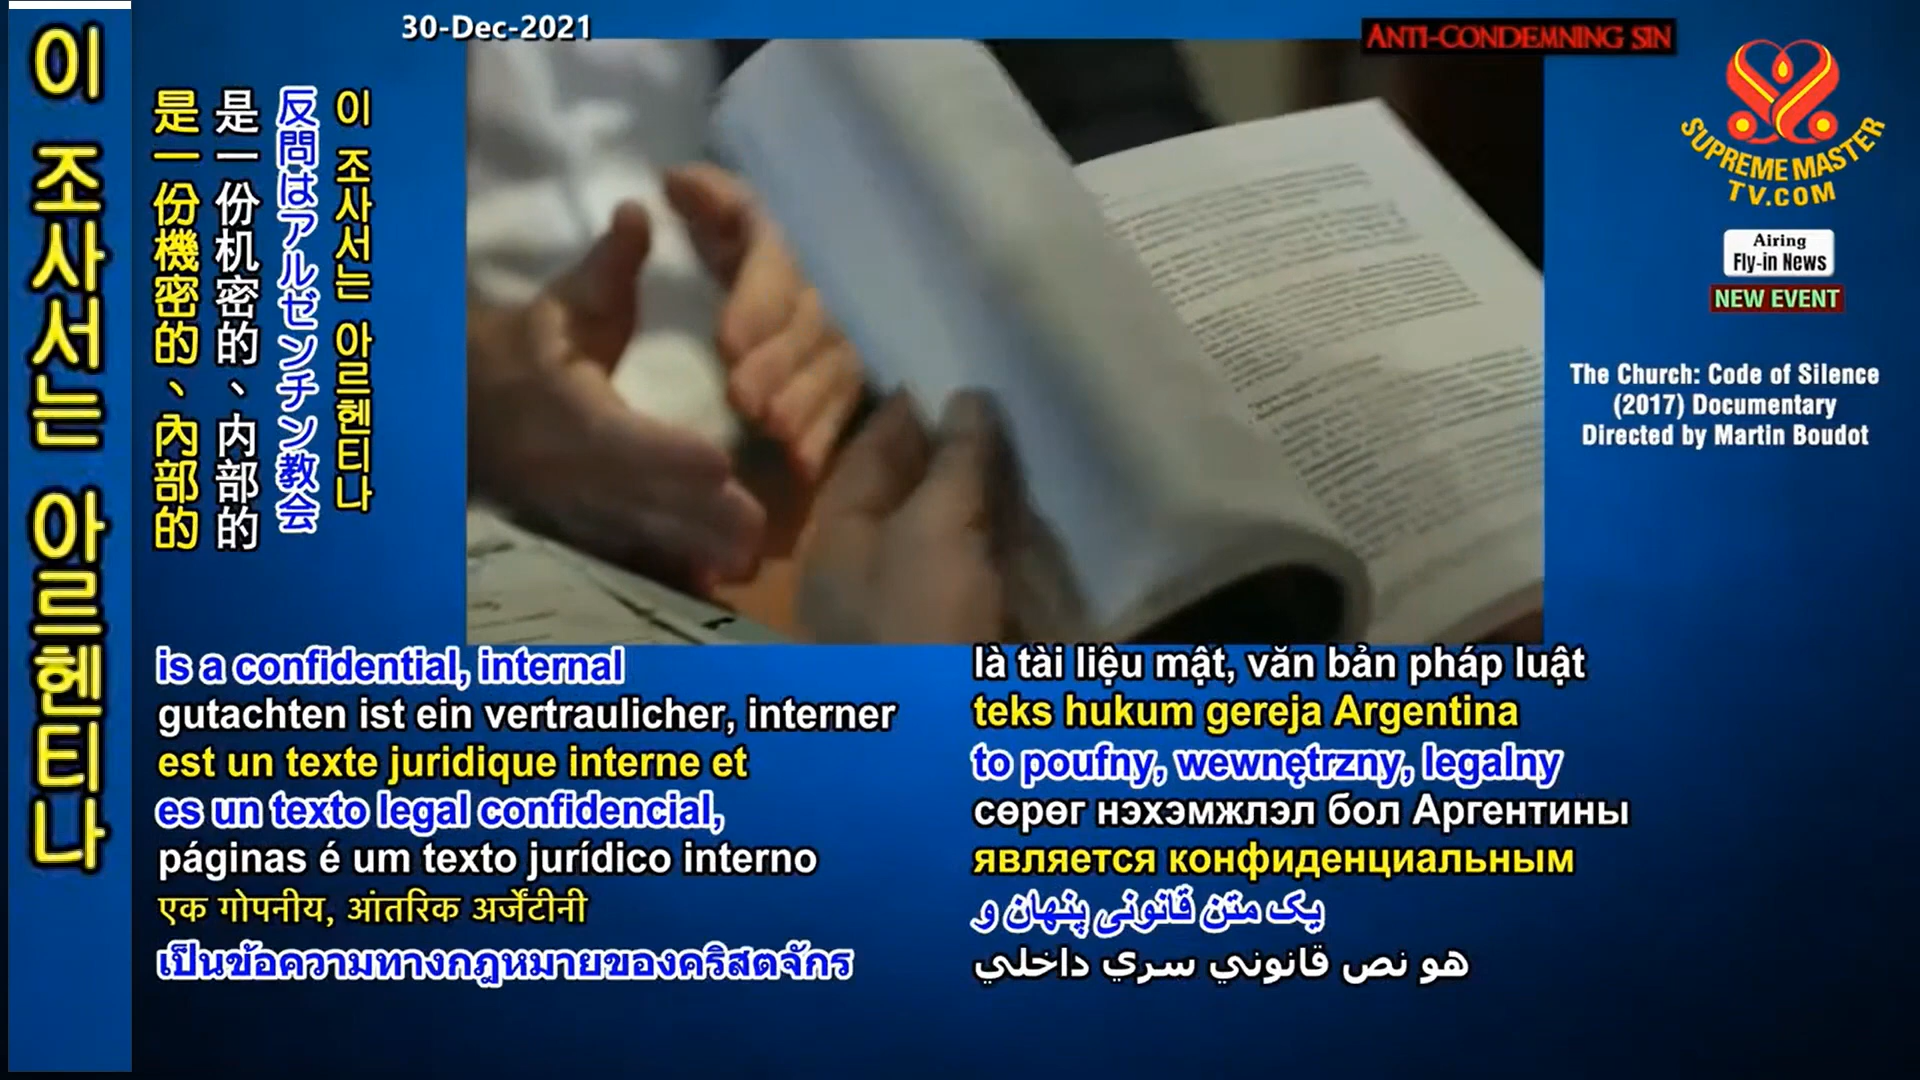 30-Dec-2021
ANTI-CONDEMNING SIN
SUPREME MASTER
TV.COM
Airing
Fly-in News
NEW EVENT
The Church: Code of Silence
(2017) Documentary
Directed by Martin Boudot
이 조사서는 아르헨티나
이 조사서는 아르헨티나
反問はアルゼンチン教会
是一份机密的、内部的
是一份機密的、內部的
is a confidential, internal
gutachten ist ein vertraulicher, interner
est un texte juridique interne et
es un texto legal confidencial,
páginas é um texto jurídico interno
एक गोपनीय, आंतरिक अर्जेंटीनी
เป็นข้อความทางกฎหมายของคริสตจักร
là tài liệu mật, văn bản pháp luật
teks hukum gereja Argentina
to poufny, wewnętrzny, legalny
сөрөг нэхэмжлэл бол Аргентины
является конфиденциальным
یک متن قانونی پنهان و
هو نص قانوني سري داخلي